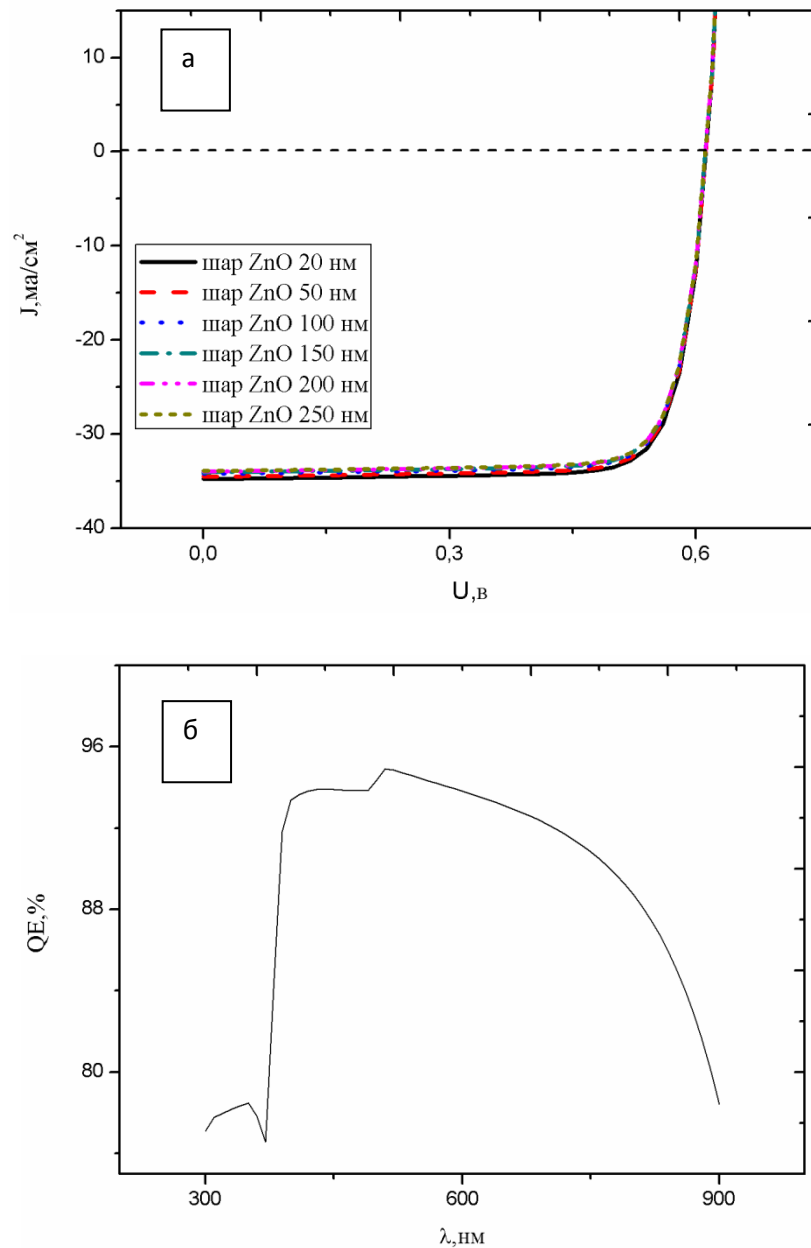 а
10
0
-10
-20
-30
-40
J,ма/см²
шар ZnO 20 нм
шар ZnO 50 нм
шар ZnO 100 нм
шар ZnO 150 нм
шар ZnO 200 нм
шар ZnO 250 нм
0,0 0,3 0,6
U,в
б
96
88
80
QE,%
300 600 900
λ,нм